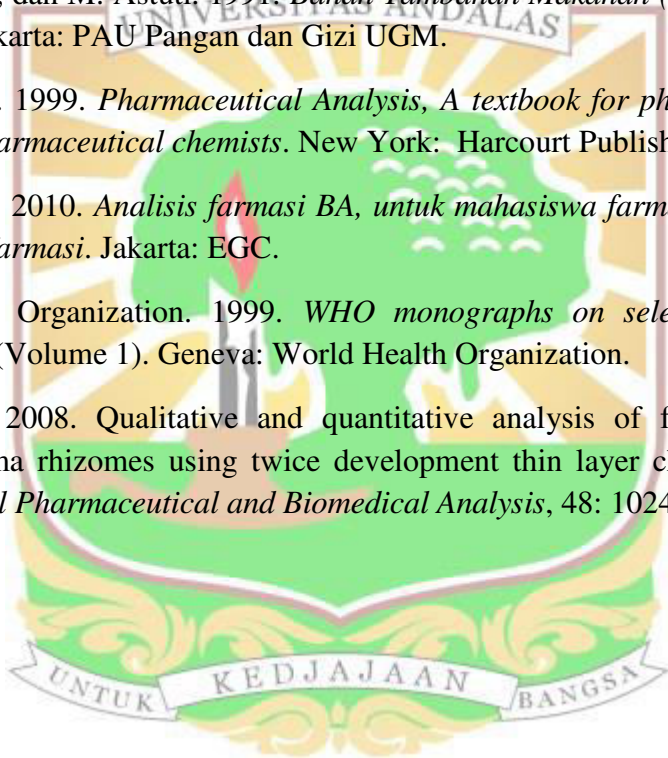 , dan M. Astuti. 1991. Bahan Tambahan Makanan (
UNIVERSITAS ANDALAS
karta: PAU Pangan dan Gizi UGM.
. 1999. Pharmaceutical Analysis, A textbook for ph
armaceutical chemists. New York: Harcourt Publish
2010. Analisis farmasi BA, untuk mahasiswa farm
farmasi. Jakarta: EGC.
Organization. 1999. WHO monographs on sele
(Volume 1). Geneva: World Health Organization.
2008. Qualitative and quantitative analysis of f
na rhizomes using twice development thin layer c
l Pharmaceutical and Biomedical Analysis, 48: 1024
UNTUK KEDJAJAAN BANGSA